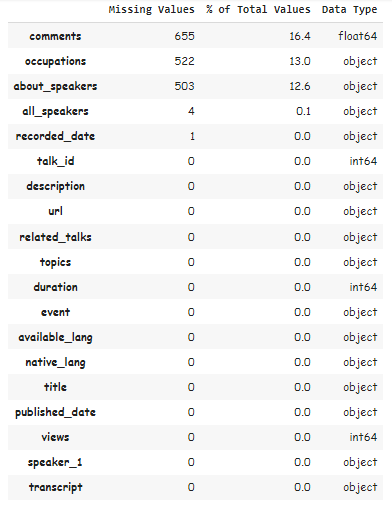 Missing Values % of Total Values Data Type
comments 655 16.4 float64
occupations 522 13.0 object
about_speakers 503 12.6 object
all_speakers 4 0.1 object
recorded_date 1 0.0 object
talk_id 0 0.0 int64
description 0 0.0 object
url 0 0.0 object
related_talks 0 0.0 object
topics 0 0.0 object
duration 0 0.0 int64
event 0 0.0 object
available_lang 0 0.0 object
native_lang 0 0.0 object
title 0 0.0 object
published_date 0 0.0 object
views 0 0.0 int64
speaker_1 0 0.0 object
transcript 0 0.0 object